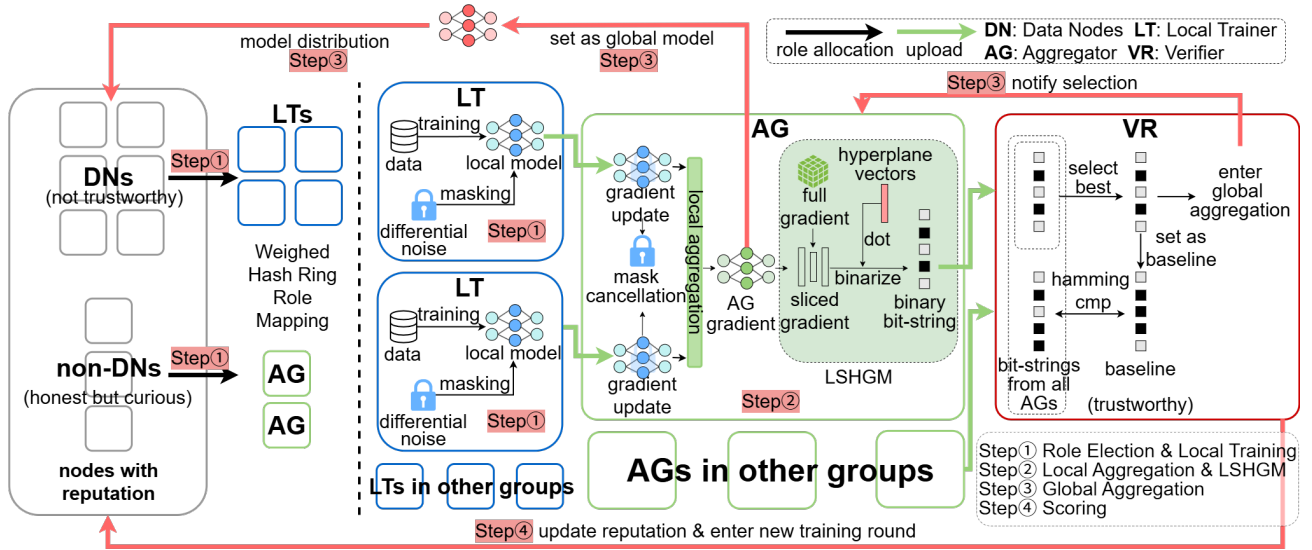 model distribution
Step③
set as global model
Step③
role allocation
upload
DN: Data Nodes LT: Local Trainer
AG: Aggregator VR: Verifier
Step③ notify selection
DNs
(not trustworthy)
Step①
LTs
Weighed
Hash Ring
Role
Mapping
non-DNs
(honest but curious)
Step①
AG
AG
nodes with
reputation
LT
training
data
local model
masking
differential
noise
Step①
LT
training
data
local model
masking
differential
noise
Step①
LTs in other groups
AG
gradient
update
mask
cancellation
gradient
update
local aggregation
AG
gradient
hyperplane
vectors
full
gradient
dot
binarize
sliced
gradient
binary
bit-string
LSHGM
Step②
AGs in other groups
VR
select
best
enter
global
aggregation
set as
baseline
hamming
cmp
bit-strings
from all
AGs
baseline
(trustworthy)
Step① Role Election & Local Training
Step② Local Aggregation & LSHGM
Step③ Global Aggregation
Step④ Scoring
Step④ update reputation & enter new training round